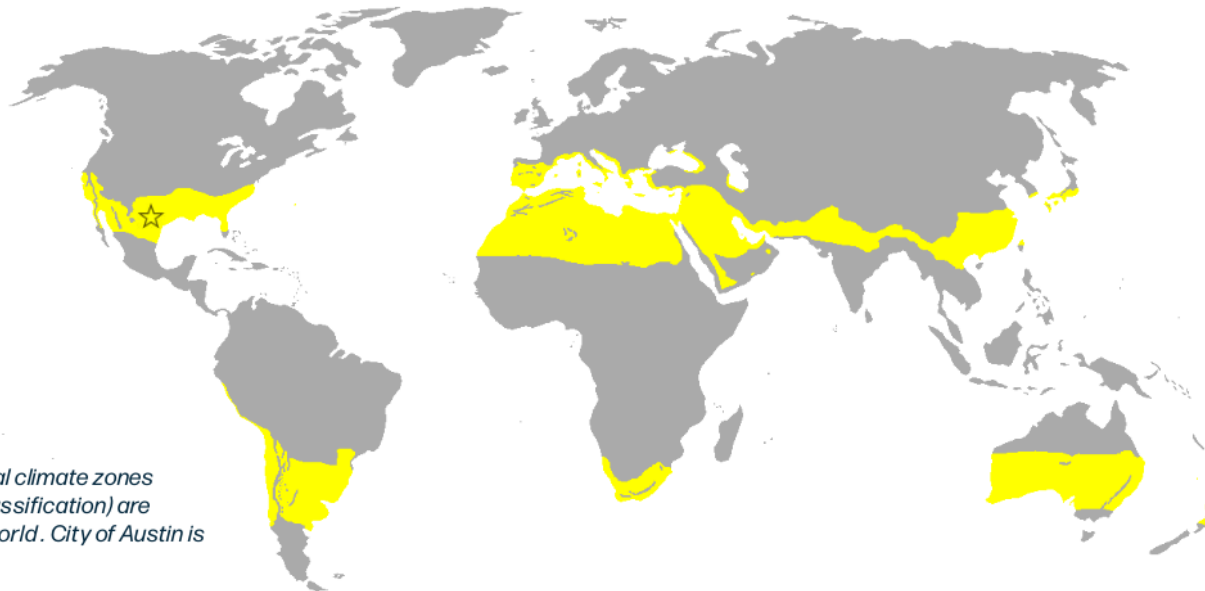 al climate zones
assification) are
orld. City of Austin is